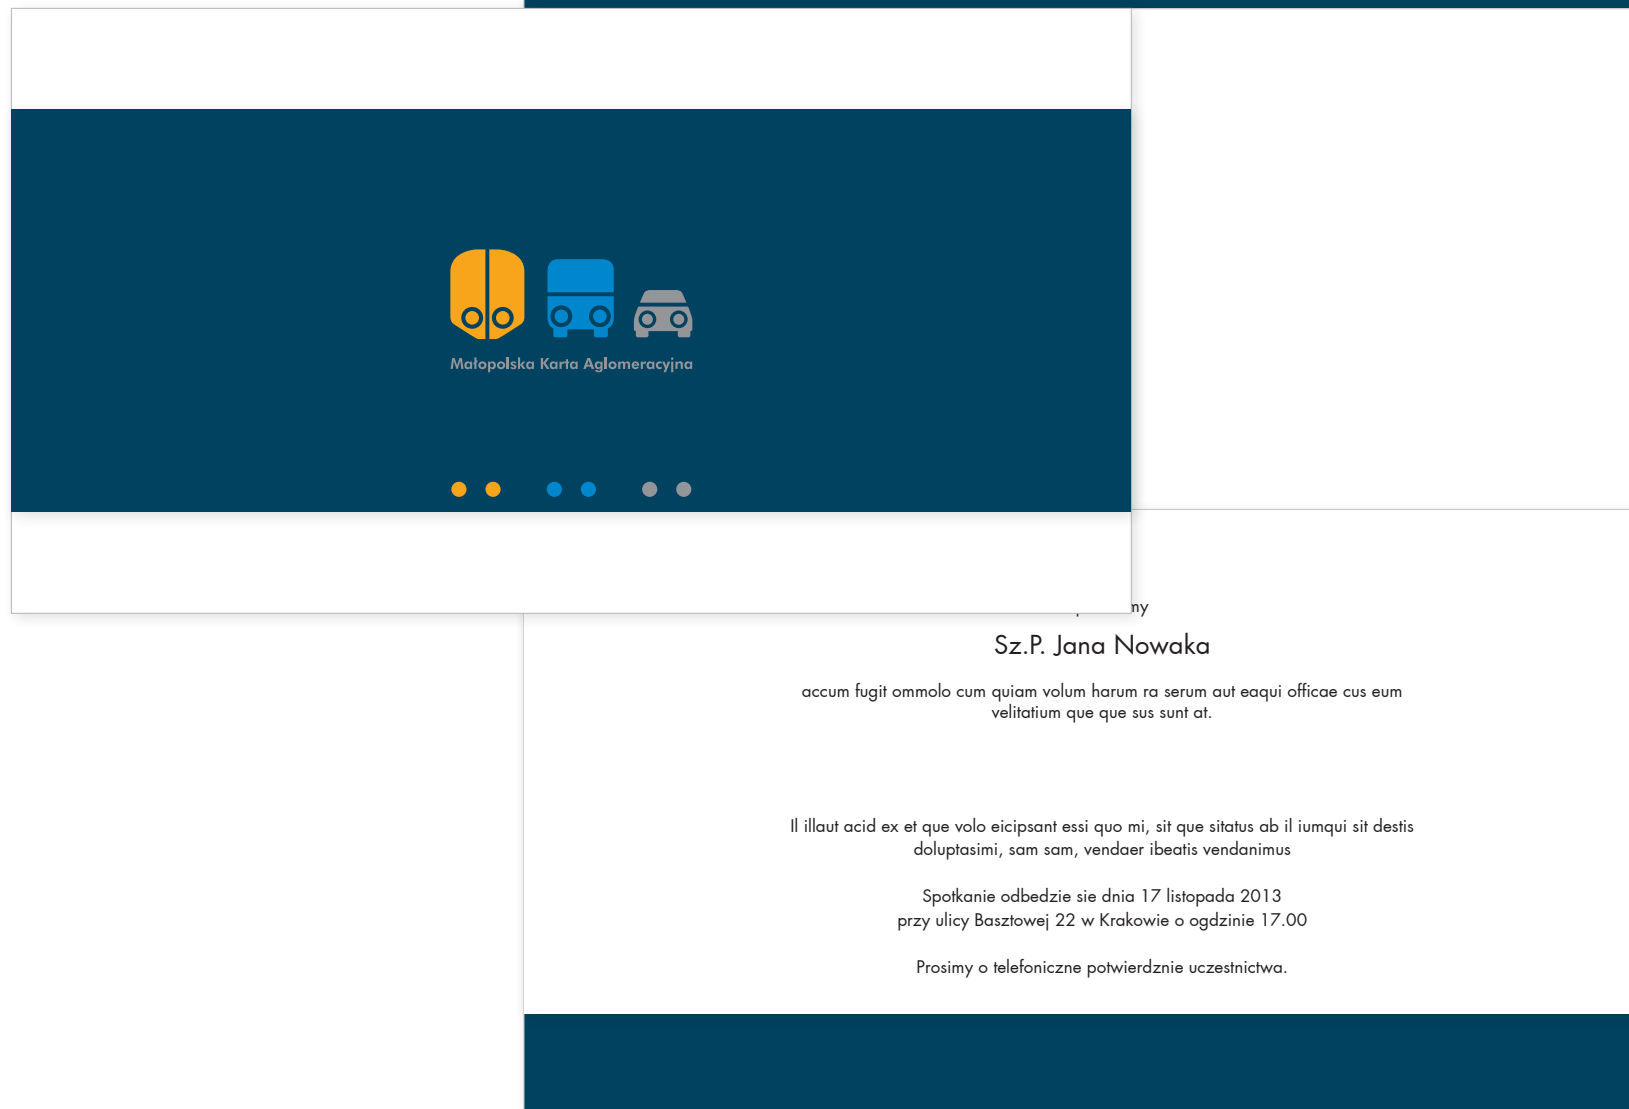 Małopolska Karta Aglomeracyjna
Sz.P. Jana Nowaka
accum fugit ommolo cum quiam volum harum ra serum aut eaqui officae cus eum
velitatium que que sus sunt at.
Il illaut acid ex et que volo eicipsant essi quo mi, sit que sitatus ab il iumqui sit destis
doluptasimi, sam sam, vendaer ibeatis vendanimus
Spotkanie odbedzie sie dnia 17 listopada 2013
przy ulicy Basztowej 22 w Krakowie o ogdzinie 17.00
Prosimy o telefoniczne potwierdznie uczestnictwa.